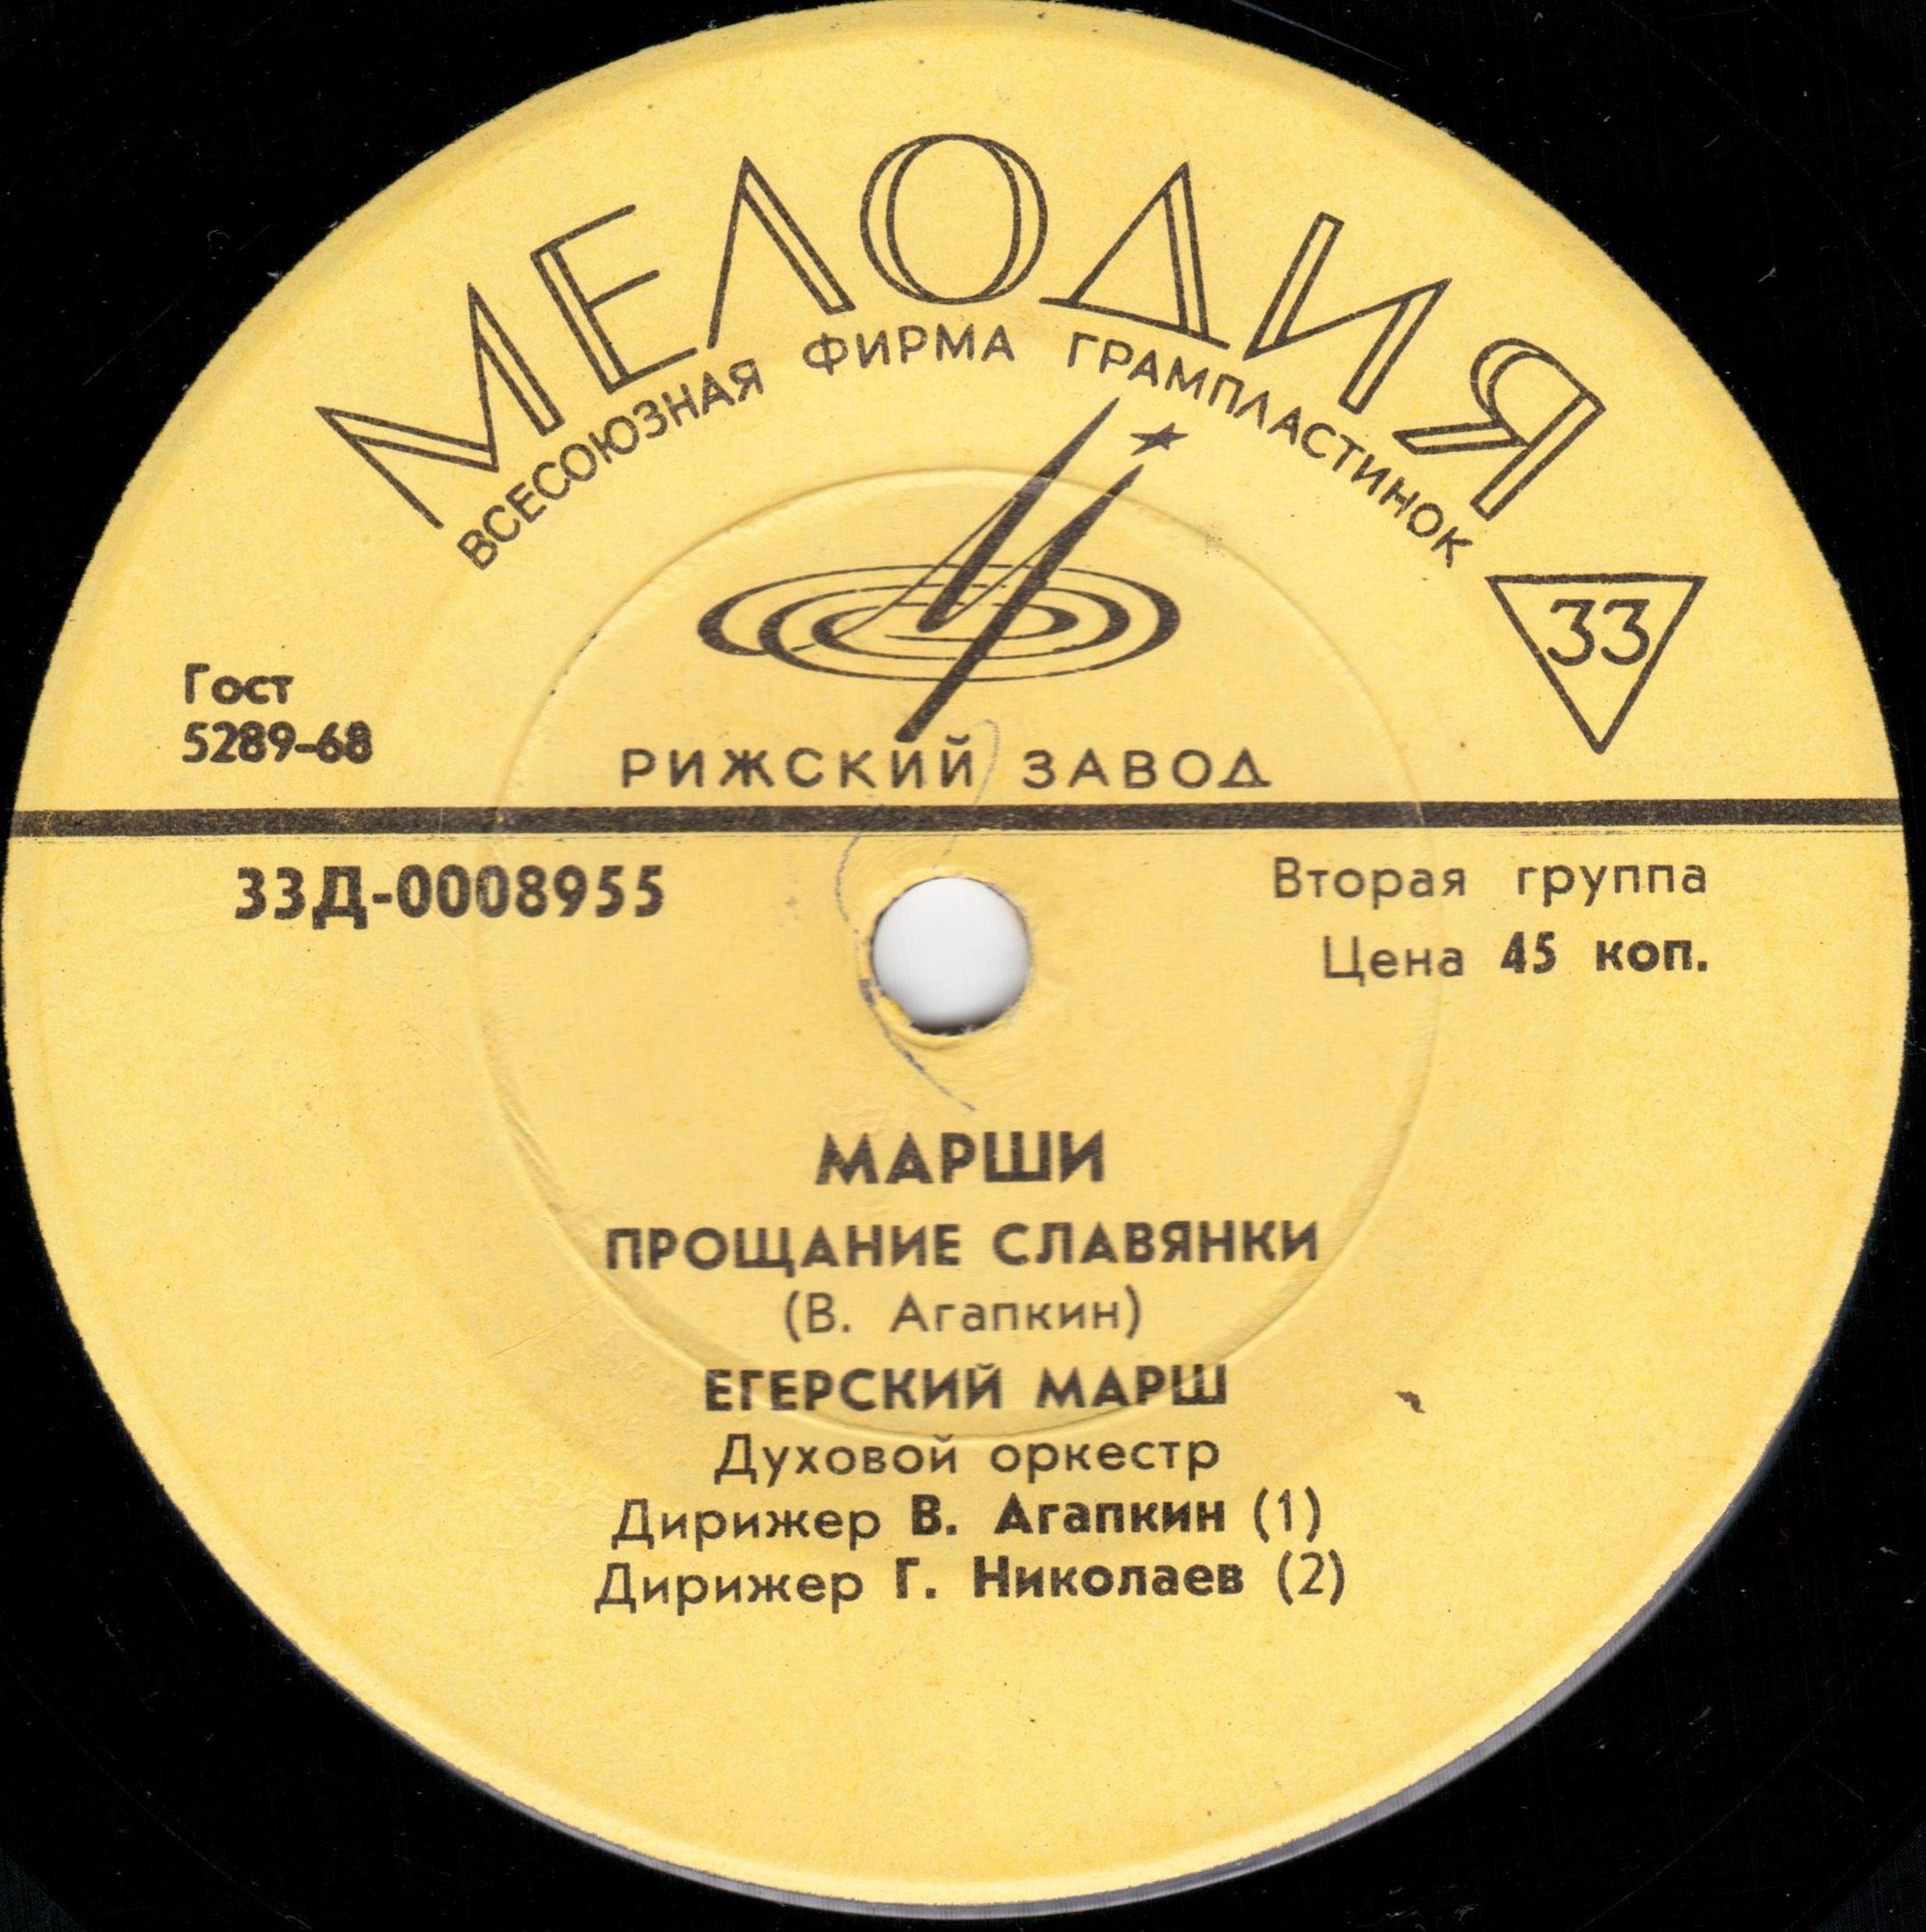 МЕЛОДИЯ
ВСЕСОЮЗНАЯ ФИРМА ГРАМПЛАСТИНОК
33
Гост
5289-68
РИЖСКИЙ ЗАВОД
33Д-0008955
Вторая группа
Цена 45 коп.
МАРШИ
ПРОЩАНИЕ СЛАВЯНКИ
(В. Агапкин)
ЕГЕРСКИЙ МАРШ
Духовой оркестр
Дирижер В. Агапкин (1)
Дирижер Г. Николаев (2)